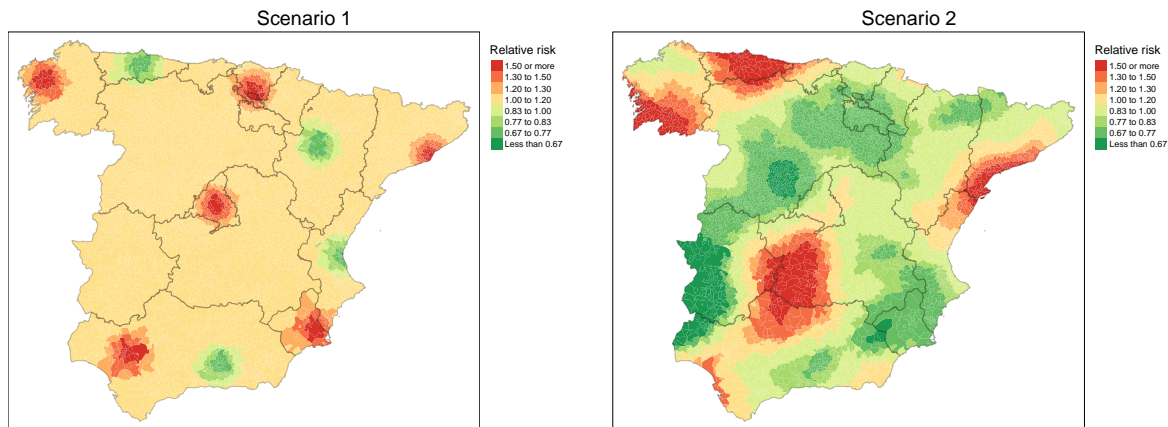 Scenario 1
Relative risk
1.50 or more
1.30 to 1.50
1.20 to 1.30
1.00 to 1.20
0.83 to 1.00
0.77 to 0.83
0.67 to 0.77
Less than 0.67
Scenario 2
Relative risk
1.50 or more
1.30 to 1.50
1.20 to 1.30
1.00 to 1.20
0.83 to 1.00
0.77 to 0.83
0.67 to 0.77
Less than 0.67